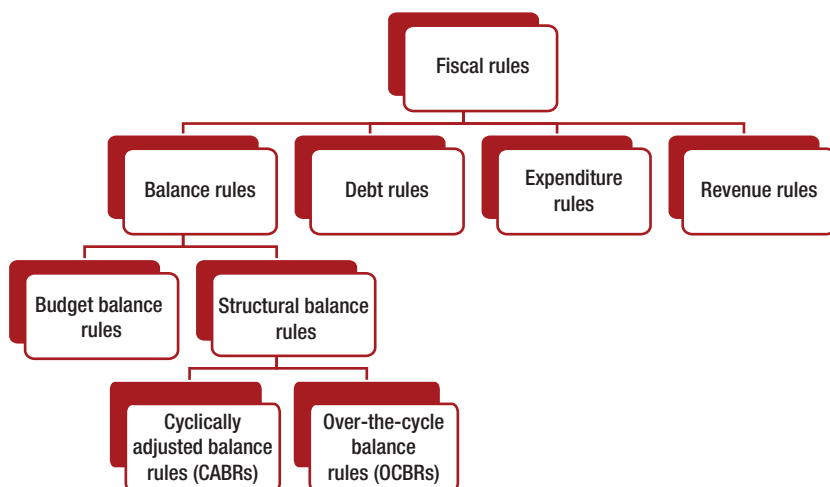 Fiscal rules
Balance rules
Debt rules
Expenditure
rules
Revenue rules
Budget balance
rules
Structural balance
rules
Cyclically
adjusted balance
rules (CABRs)
Over-the-cycle
balance
rules (OCBRs)